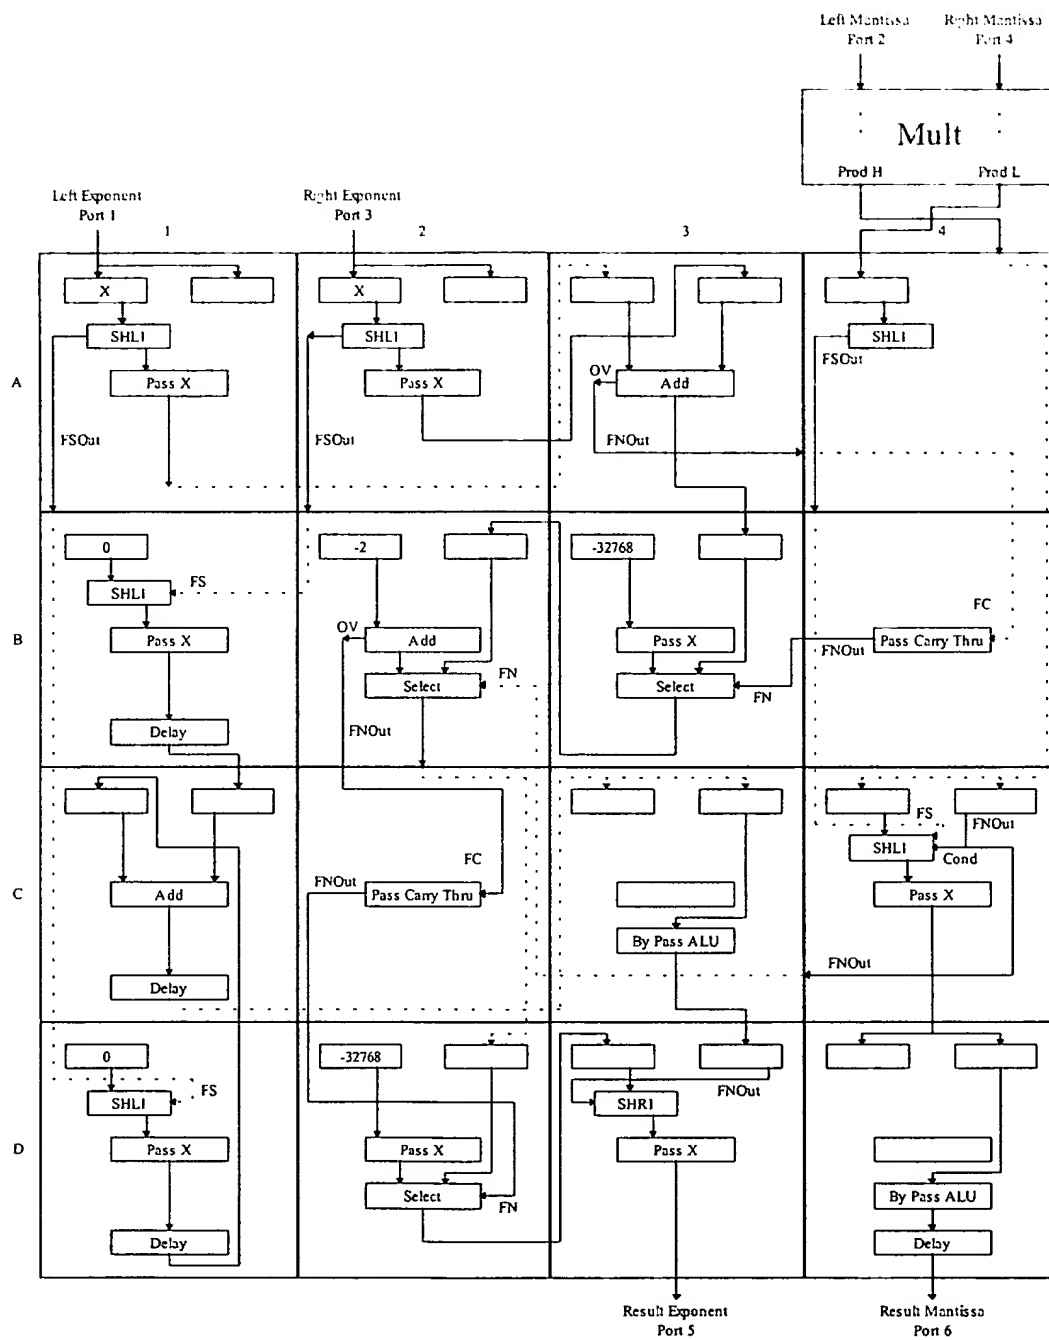 Left Mantissa
Port 2
Right Mantissa
Port 4
Mult
Prod H
Prod L
Left Exponent
Port 1
Right Exponent
Port 3
1
2
3
4
A
X
SHL1
Pass X
FSOut
X
SHL1
Pass X
FSOut
OV
Add
FNOut
SHL1
FSOut
B
0
SHL1
FS
Pass X
Delay
-2
OV
Add
Select
FN
FNOut
-32768
Pass X
Select
FN
FC
Pass Carry Thru
FNOut
C
Add
Delay
FC
FNOut
Pass Carry Thru
By Pass ALU
FS
FNOut
SHL1
Cond
Pass X
FNOut
D
0
SHL1
FS
Pass X
Delay
-32768
Pass X
Select
FN
FNOut
SHR1
Pass X
By Pass ALU
Delay
Result Exponent
Port 5
Result Mantissa
Port 6